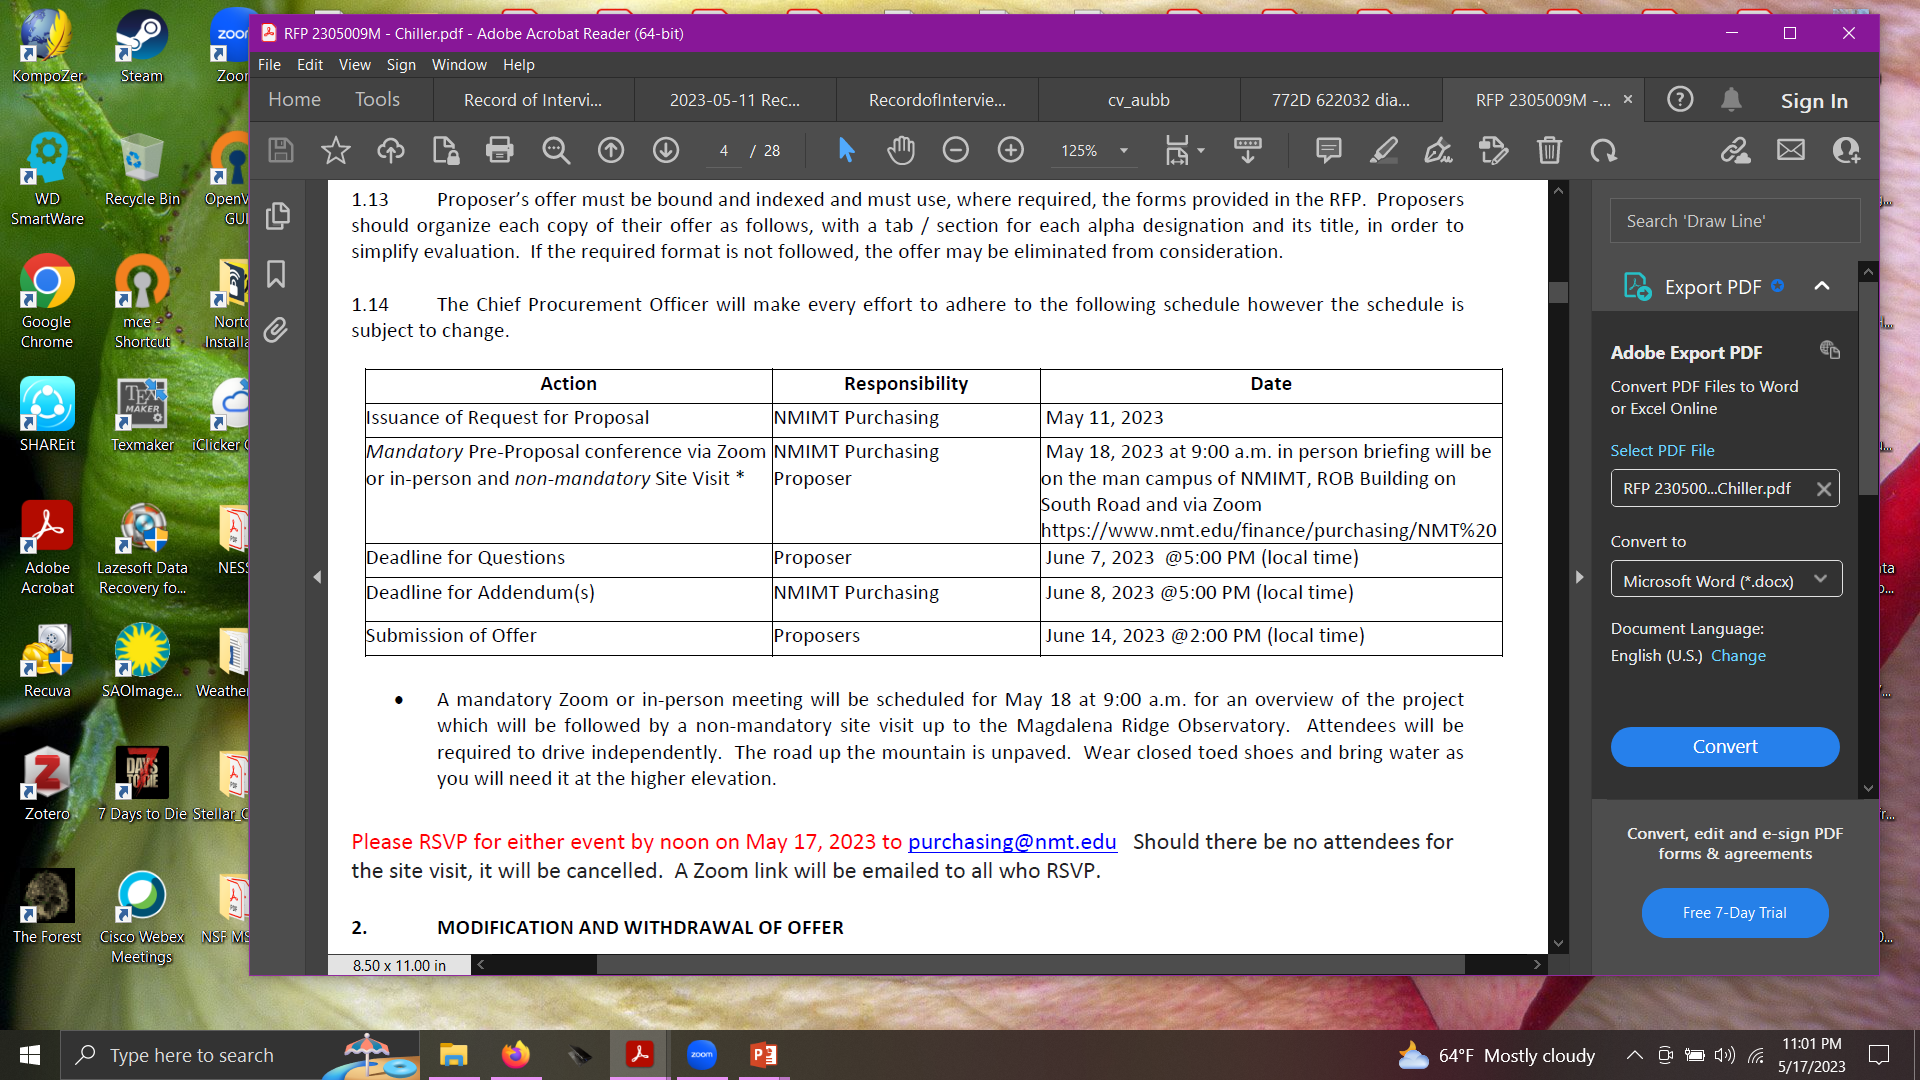 KompoZer
Steam
Zoom
WD
SmartWare
Recycle Bin
OpenV
GUI
Google
Chrome
mce -
Shortcut
Norto
Installa
SHAREit
Texmaker
iClicker
Adobe
Acrobat
Lazesoft Data
Recovery fo...
NESS
Recuva
SAOImage...
Weather
Zotero
7 Days to Die
Stellar_
The Forest
Cisco Webex
Meetings
NSF MS
RFP 2305009M - Chiller.pdf - Adobe Acrobat Reader (64-bit)
File Edit View Sign Window Help
Home Tools Record of Intervi... 2023-05-11 Rec... RecordofIntervie... cv_aubb 772D 622032 dia... RFP 2305009M -... × Sign In
4 / 28 125%
1.13 Proposer’s offer must be bound and indexed and must use, where required, the forms provided in the RFP. Proposers
should organize each copy of their offer as follows, with a tab / section for each alpha designation and its title, in order to
simplify evaluation. If the required format is not followed, the offer may be eliminated from consideration.
1.14 The Chief Procurement Officer will make every effort to adhere to the following schedule however the schedule is
subject to change.
Action Responsibility Date
Issuance of Request for Proposal NMIMT Purchasing May 11, 2023
Mandatory Pre-Proposal conference via Zoom NMIMT Purchasing May 18, 2023 at 9:00 a.m. in person briefing will be
or in-person and non-mandatory Site Visit * Proposer on the man campus of NMIMT, ROB Building on
South Road and via Zoom
https://www.nmt.edu/finance/purchasing/NMT%20
Deadline for Questions Proposer June 7, 2023 @5:00 PM (local time)
Deadline for Addendum(s) NMIMT Purchasing June 8, 2023 @5:00 PM (local time)
Submission of Offer Proposers June 14, 2023 @2:00 PM (local time)
• A mandatory Zoom or in-person meeting will be scheduled for May 18 at 9:00 a.m. for an overview of the project
which will be followed by a non-mandatory site visit up to the Magdalena Ridge Observatory. Attendees will be
required to drive independently. The road up the mountain is unpaved. Wear closed toed shoes and bring water as
you will need it at the higher elevation.
Please RSVP for either event by noon on May 17, 2023 to purchasing@nmt.edu Should there be no attendees for
the site visit, it will be cancelled. A Zoom link will be emailed to all who RSVP.
2. MODIFICATION AND WITHDRAWAL OF OFFER
8.50 x 11.00 in
Search 'Draw Line'
Export PDF
Adobe Export PDF
Convert PDF Files to Word
or Excel Online
Select PDF File
RFP 230500...Chiller.pdf
Convert to
Microsoft Word (*.docx)
Document Language:
English (U.S.) Change
Convert
Convert, edit and e-sign PDF
forms & agreements
Free 7-Day Trial
Type here to search
zoom
64°F Mostly cloudy
11:01 PM
5/17/2023